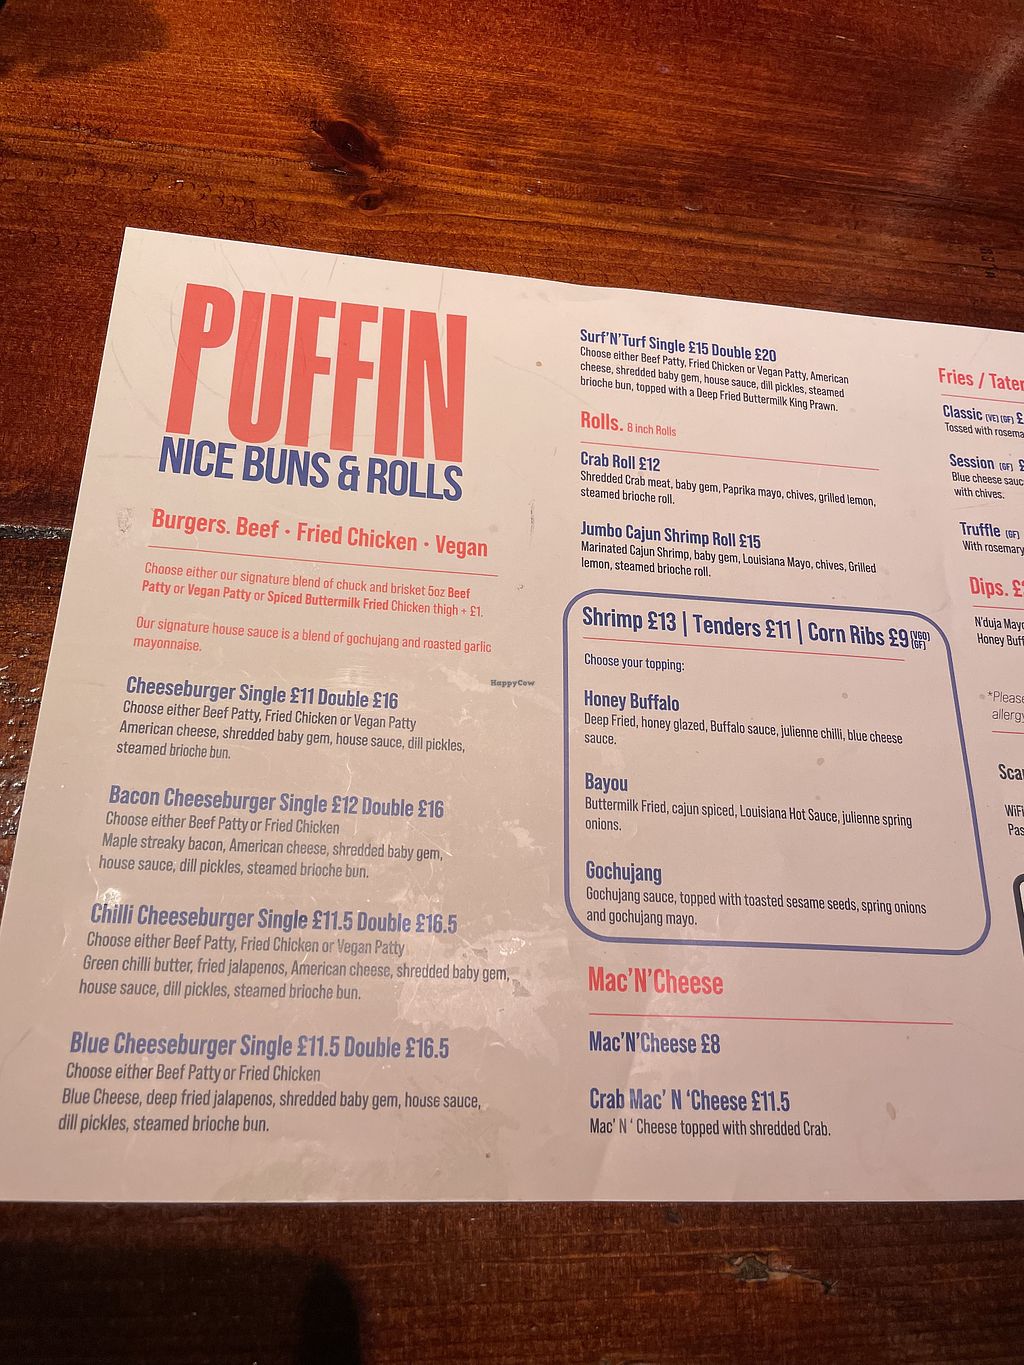 PUFFIN
NICE BUNS & ROLLS
Burgers. Beef · Fried Chicken · Vegan
Choose either our signature blend of chuck and brisket 5oz Beef
Patty or Vegan Patty or Spiced Buttermilk Fried Chicken thigh + £1.
Our signature house sauce is a blend of gochujang and roasted garlic
mayonnaise.
Cheeseburger Single £11 Double £16
Choose either Beef Patty, Fried Chicken or Vegan Patty
American cheese, shredded baby gem, house sauce, dill pickles,
steamed brioche bun.
Bacon Cheeseburger Single £12 Double £16
Choose either Beef Patty or Fried Chicken
Maple streaky bacon, American cheese, shredded baby gem,
house sauce, dill pickles, steamed brioche bun.
Chilli Cheeseburger Single £11.5 Double £16.5
Choose either Beef Patty, Fried Chicken or Vegan Patty
Green chilli butter, fried jalapenos, American cheese, shredded baby gem,
house sauce, dill pickles, steamed brioche bun.
Blue Cheeseburger Single £11.5 Double £16.5
Choose either Beef Patty or Fried Chicken
Blue Cheese, deep fried jalapenos, shredded baby gem, house sauce,
dill pickles, steamed brioche bun.
HappyCow
Surf'N'Turf Single £15 Double £20
Choose either Beef Patty, Fried Chicken or Vegan Patty, American
cheese, shredded baby gem, house sauce, dill pickles, steamed
brioche bun, topped with a Deep Fried Buttermilk King Prawn.
Rolls. 8 inch Rolls
Crab Roll £12
Shredded Crab meat, baby gem, Paprika mayo, chives, grilled lemon,
steamed brioche roll.
Jumbo Cajun Shrimp Roll £15
Marinated Cajun Shrimp, baby gem, Louisiana Mayo, chives, Grilled
lemon, steamed brioche roll.
Shrimp £13 | Tenders £11 | Corn Ribs £9 (VGO) (GF)
Choose your topping:
Honey Buffalo
Deep Fried, honey glazed, Buffalo sauce, julienne chilli, blue cheese
sauce.
Bayou
Buttermilk Fried, cajun spiced, Louisiana Hot Sauce, julienne spring
onions.
Gochujang
Gochujang sauce, topped with toasted sesame seeds, spring onions
and gochujang mayo.
Mac'N'Cheese
Mac'N'Cheese £8
Crab Mac' N 'Cheese £11.5
Mac' N ' Cheese topped with shredded Crab.
Fries / Tater
Classic (VE) (GF) £
Tossed with rosema
Session (GF) £
Blue cheese sauc
with chives.
Truffle (GF)
With rosemary
Dips. £
N'duja Mayo
Honey Buff
*Please
allergy
Sca
WiFi
Pas